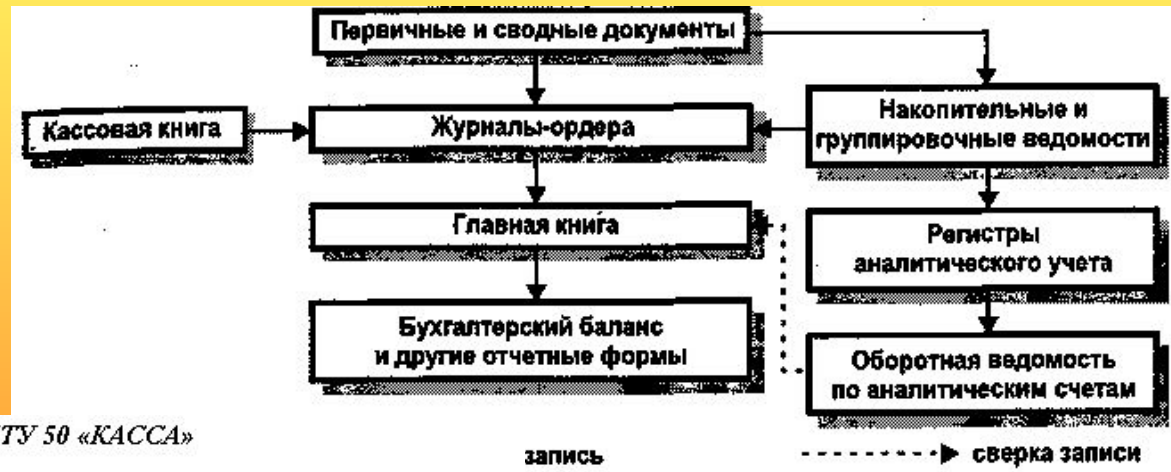 Первичные и сводные документы
Кассовая книга
Журналы-ордера
Накопительные и
группировочные ведомости
Главная книга
Регистры
аналитического учета
Бухгалтерский баланс
и другие отчетные формы
Оборотная ведомость
по аналитическим счетам
ТУ 50 «КАССА»
запись
сверка записи